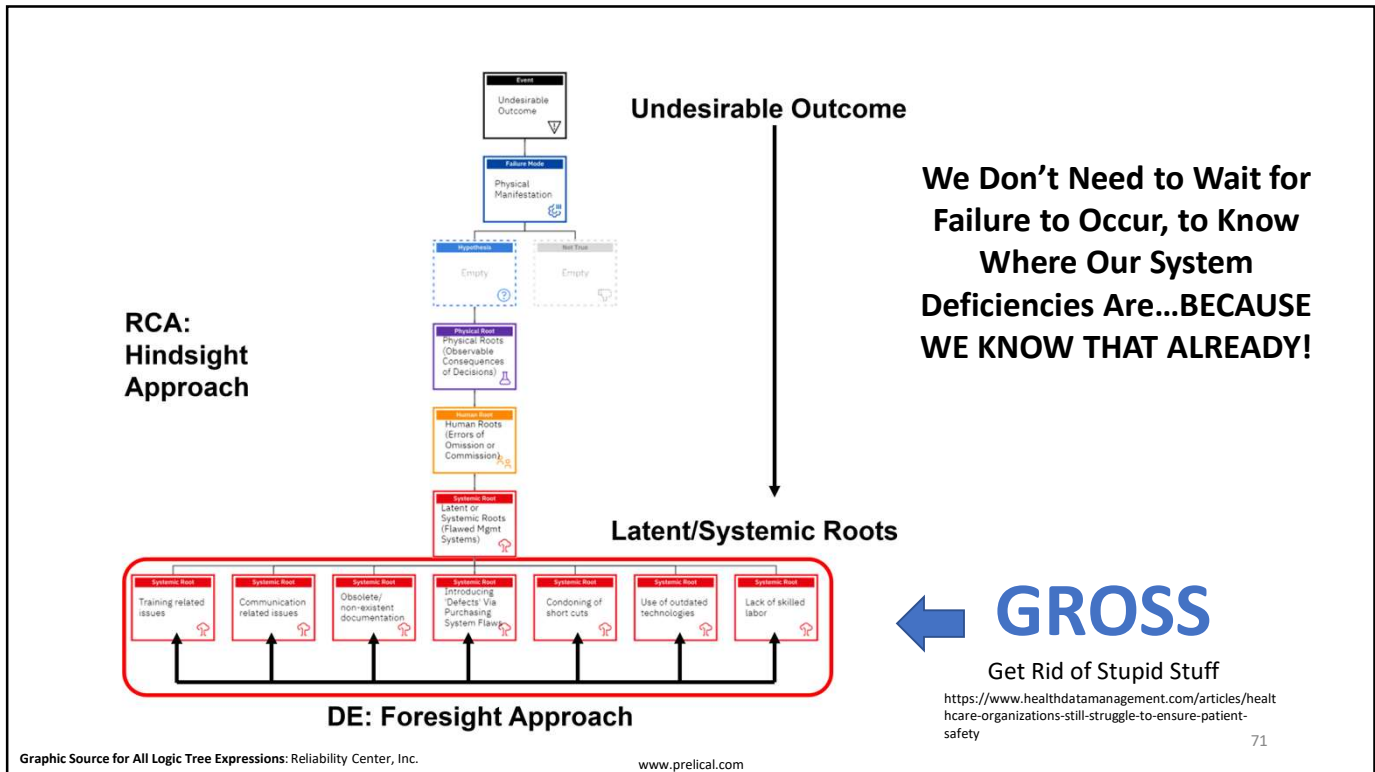 Event
Undesirable
Outcome
Undesirable Outcome
Failure Mode
Physical
Manifestation
We Don’t Need to Wait for
Failure to Occur, to Know
Where Our System
Deficiencies Are…BECAUSE
WE KNOW THAT ALREADY!
Hypothesis
Empty
Not True
Empty
RCA:
Hindsight
Approach
Physical Root
Physical Roots
(Observable
Consequences
of Decisions)
Human Root
Human Roots
(Errors of
Omission or
Commission)
Systemic Root
Latent or
Systemic Roots
(Flawed Mgmt
Systems)
Latent/Systemic Roots
Systemic Root
Training related
issues
Systemic Root
Communication
related issues
Systemic Root
Obsolete/
non-existent
documentation
Systemic Root
Introducing
'Defects' Via
Purchasing
System Flaws
Systemic Root
Condoning of
short cuts
Systemic Root
Use of outdated
technologies
Systemic Root
Lack of skilled
labor
GROSS
Get Rid of Stupid Stuff
https://www.healthdatamanagement.com/articles/healt
hcare-organizations-still-struggle-to-ensure-patient-
safety
DE: Foresight Approach
71
Graphic Source for All Logic Tree Expressions: Reliability Center, Inc.
www.prelical.com